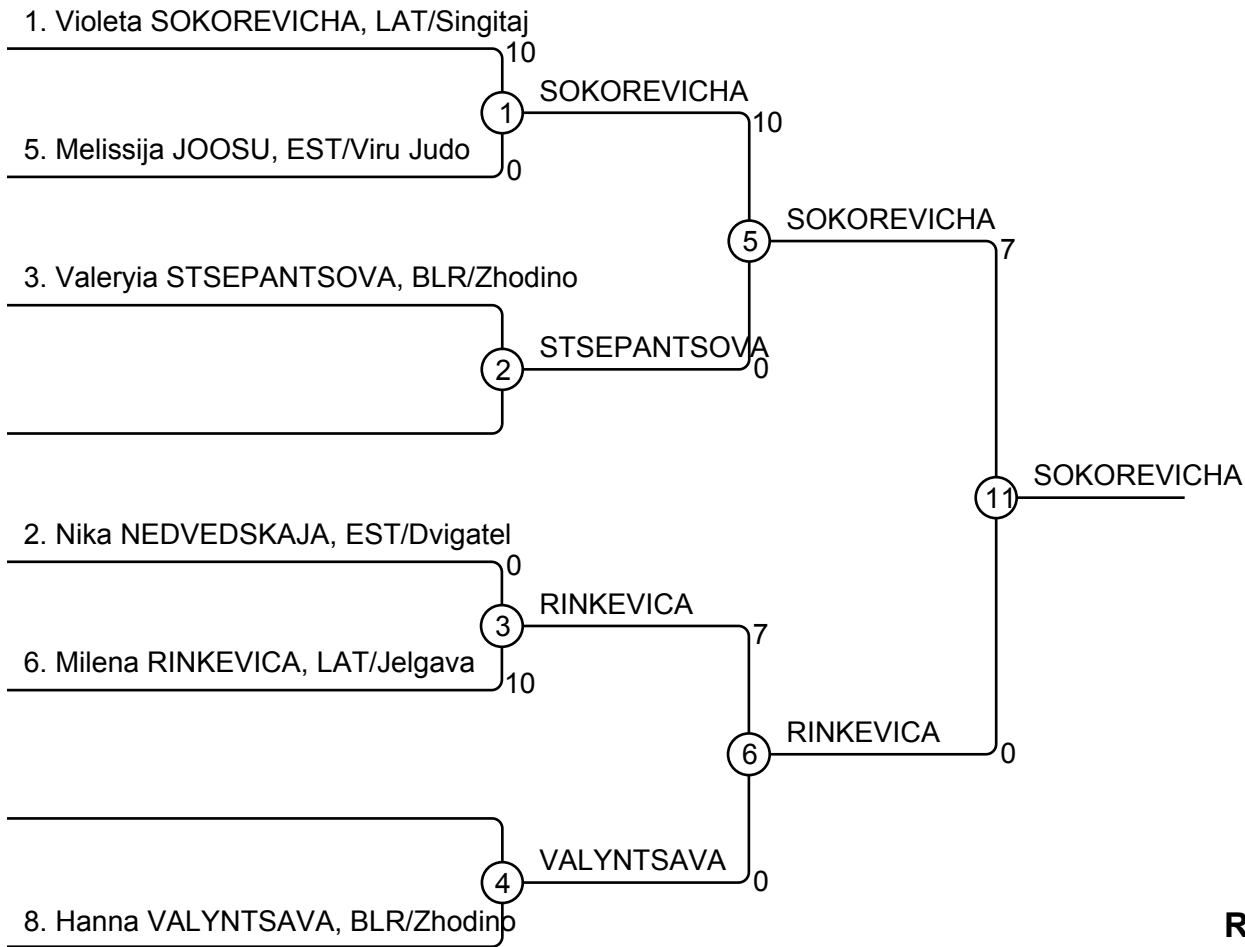 1. Violeta SOKOREVICHA, LAT/Singitaj
10
1
SOKOREVICHA
10
5. Melissija JOOSU, EST/Viru Judo
0
5
SOKOREVICHA
7
3. Valeryia STSEPANTSOVA, BLR/Zhodino
2
STSEPANTSOVA
0
11
SOKOREVICHA
2. Nika NEDVEDSKAJA, EST/Dvigatel
0
3
RINKEVICA
7
6. Milena RINKEVICA, LAT/Jelgava
10
6
RINKEVICA
0
4
VALYNTSAVA
0
8. Hanna VALYNTSAVA, BLR/Zhodino
R